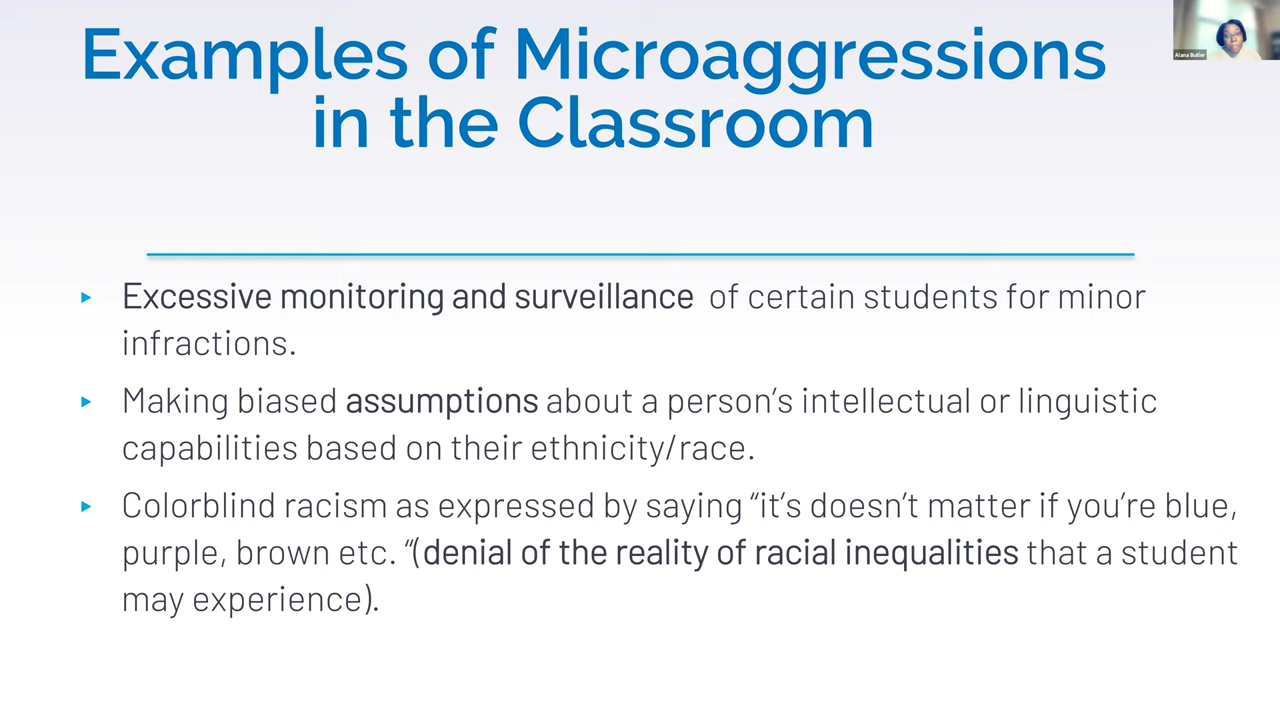 Examples of Microaggressions
in the Classroom
Alana Butler
Excessive monitoring and surveillance of certain students for minor
infractions.
Making biased assumptions about a person's intellectual or linguistic
capabilities based on their ethnicity/race.
Colorblind racism as expressed by saying “it's doesn't matter if you're blue,
purple, brown etc. “(denial of the reality of racial inequalities that a student
may experience).